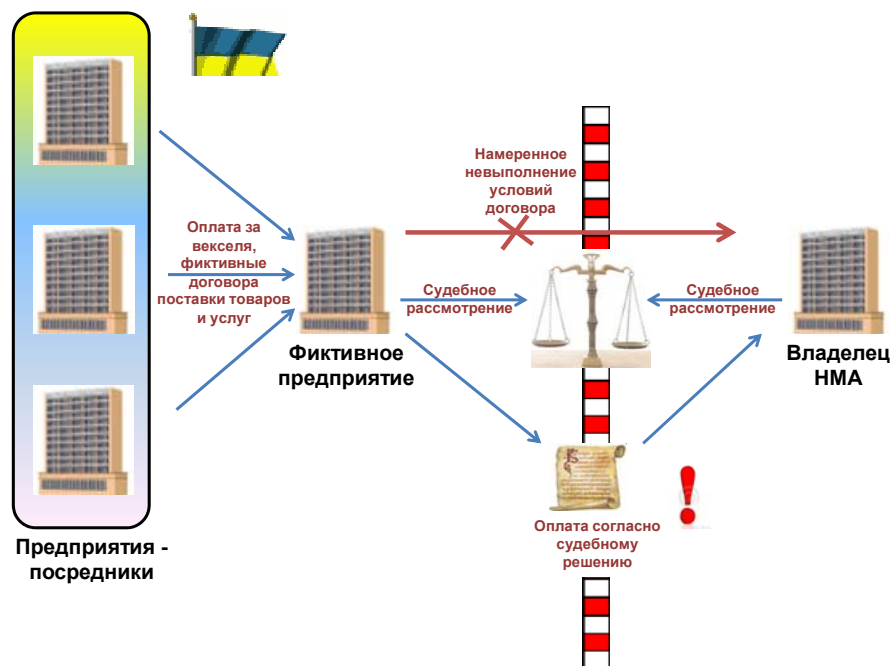 Намеренное
невыполнение
условий
договора
Оплата за
векселя,
фиктивные
договора
поставки товаров
и услуг
Судебное
рассмотрение
Судебное
рассмотрение
Фиктивное
предприятие
Владелец
НМА
Оплата согласно
судебному
решению
Предприятия -
посредники